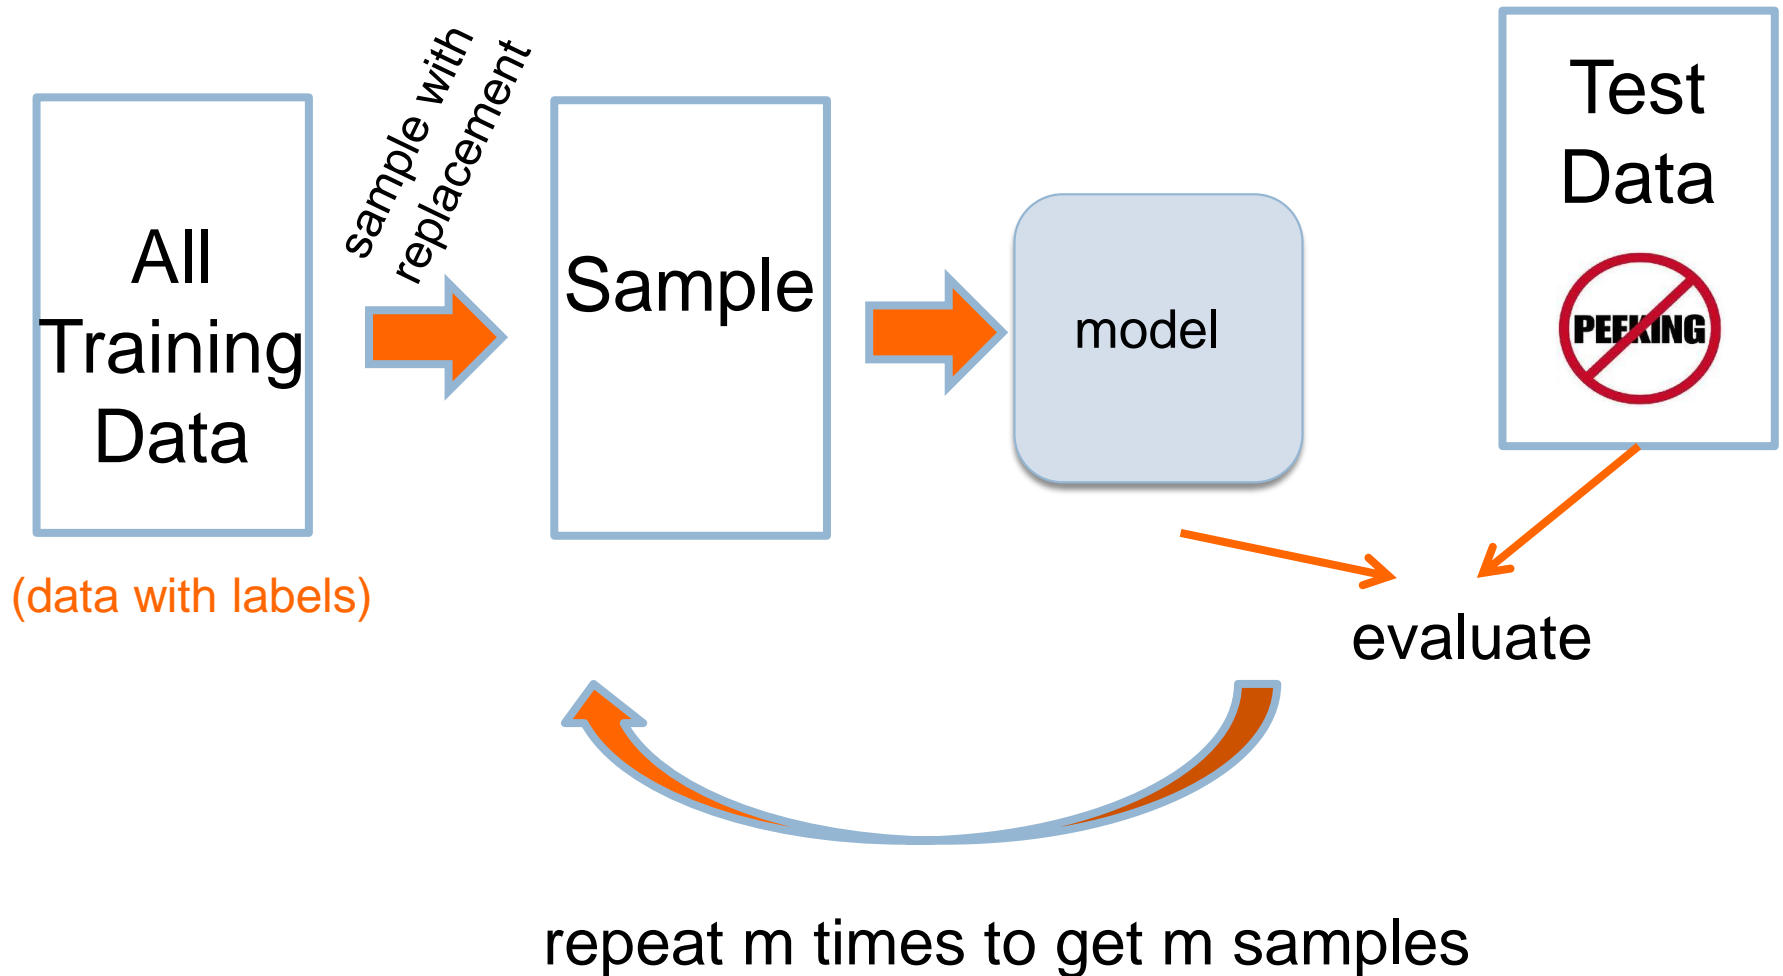 All
Training
Data
(data with labels)
sample with
replacement
Sample
model
Test
Data
PEEKING
evaluate
repeat m times to get m samples